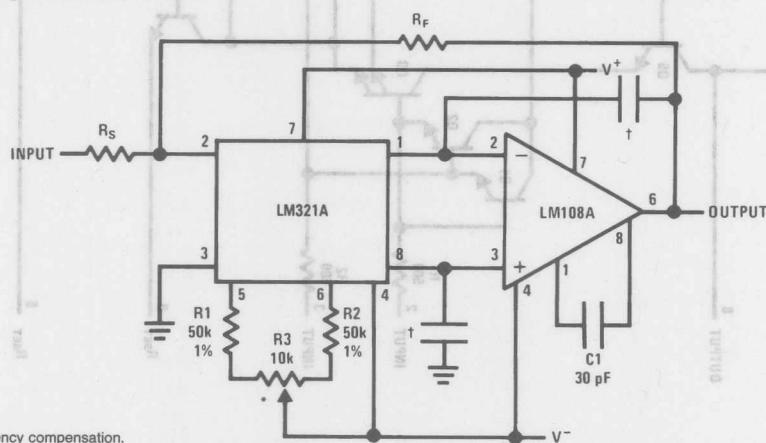 RF
V+
7
†
RS
INPUT
2
1
2
−
7
LM321A
LM108A
6
OUTPUT
8
3
8
3
+
1
4
5
6
4
R1
50k
1%
R3
10k
R2
50k
1%
†
C1
30 pF
V−
ency compensation.